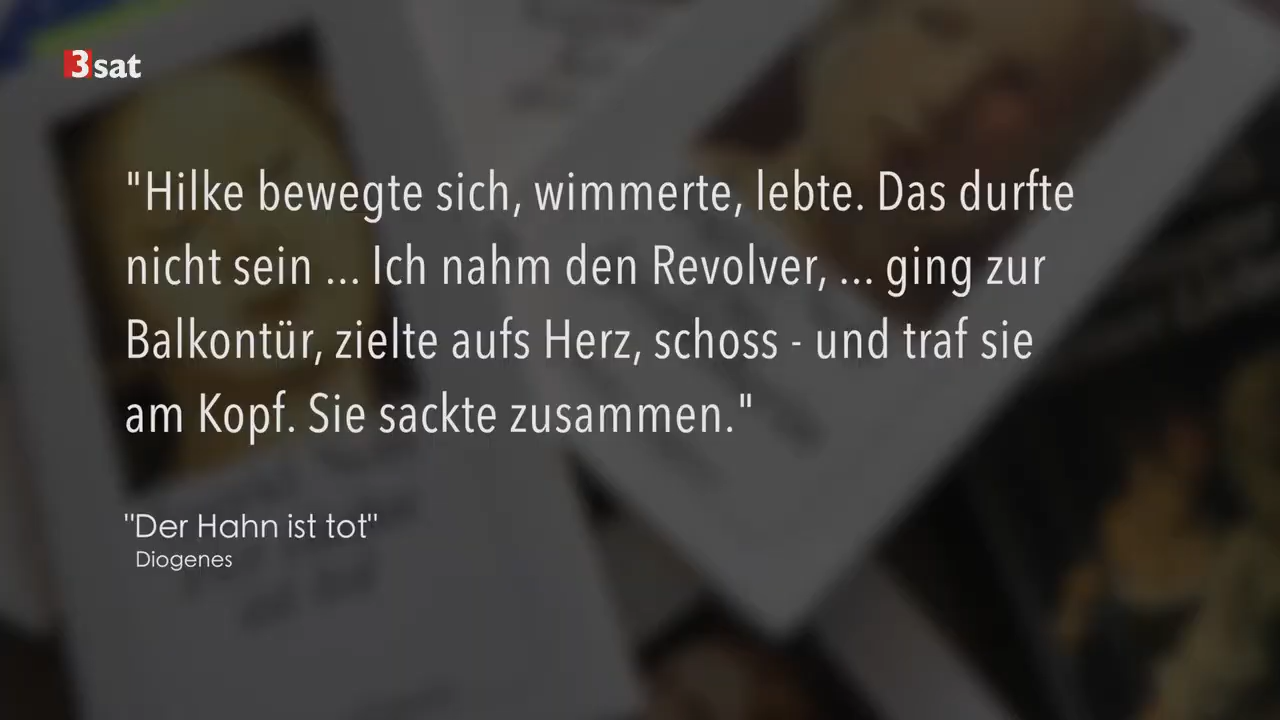 3sat
"Hilke bewegte sich, wimmerte, lebte. Das durfte
nicht sein ... Ich nahm den Revolver, ... ging zur
Balkontür, zielte aufs Herz, schoss - und traf sie
am Kopf. Sie sackte zusammen."
"Der Hahn ist tot"
Diogenes